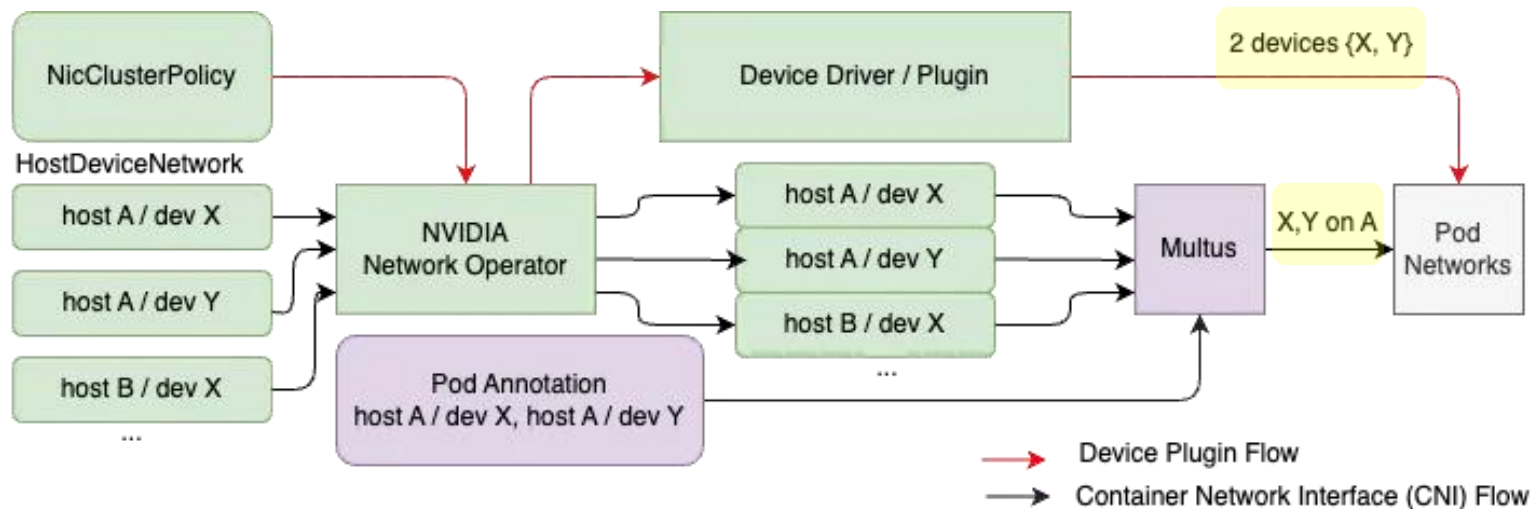 NicClusterPolicy
Device Driver / Plugin
2 devices {X, Y}
HostDeviceNetwork
host A / dev X
host A / dev Y
host B / dev X
...
NVIDIA
Network Operator
host A / dev X
host A / dev Y
host B / dev X
...
Multus
X,Y on A
Pod
Networks
Pod Annotation
host A / dev X, host A / dev Y
Device Plugin Flow
Container Network Interface (CNI) Flow